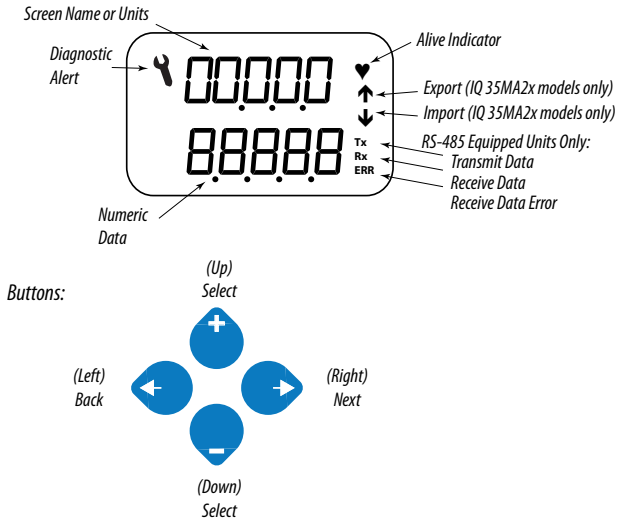 Screen Name or Units
Diagnostic
Alert
00000
Alive Indicator
Export (IQ 35MA2x models only)
Import (IQ 35MA2x models only)
88888
Tx
Rx
ERR
RS-485 Equipped Units Only:
Transmit Data
Receive Data
Receive Data Error
Numeric
Data
Buttons:
(Up)
Select
+
(Left)
Back
(Right)
Next
-
(Down)
Select